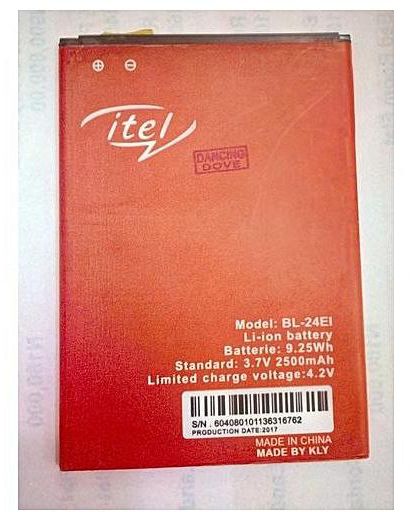 ⊕ ⊖
itel
DANCING
DOVE
Model: BL-24EI
Li-ion battery
Batterie: 9.25Wh
Standard: 3.7V 2500mAh
Limited charge voltage:4.2V
S/N . 604080101136316762
PRODUCTION DATE:2017
MADE IN CHINA
MADE BY KLY